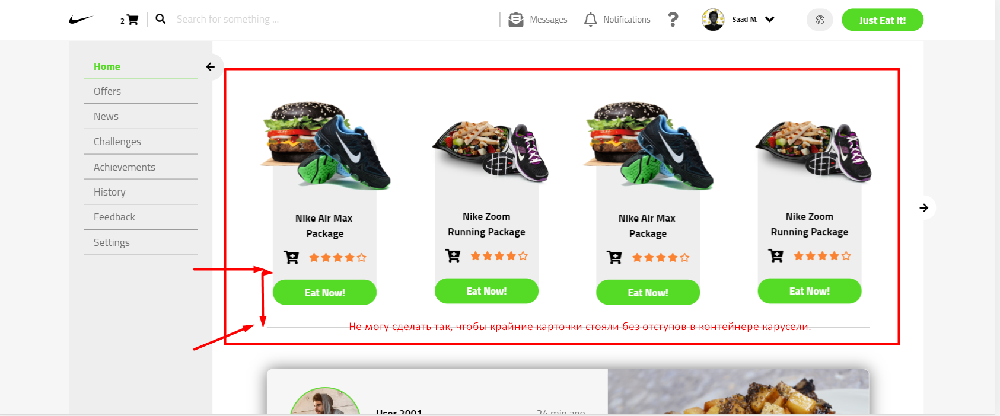 2
Search for something ...
Messages
Notifications
?
Saad M.
Just Eat it!
Home
Offers
News
Challenges
Achievements
History
Feedback
Settings
Nike Air Max
Package
Eat Now!
Nike Zoom
Running Package
Eat Now!
Nike Air Max
Package
Eat Now!
Nike Zoom
Running Package
Eat Now!
Не могу сделать так, чтобы крайние карточки стояли без отступов в контейнере карусели.
User 2001
24 min ago